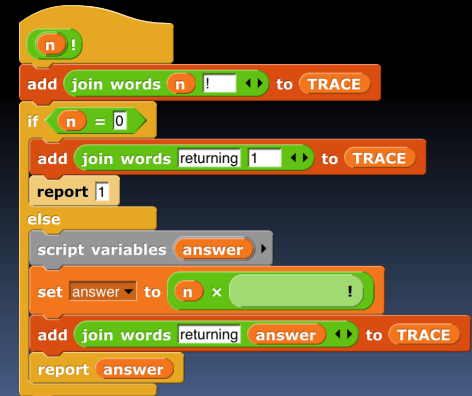 n !
add join words n ! to TRACE
if n = 0
add join words returning 1 to TRACE
report 1
else
script variables answer
set answer to n × !
add join words returning answer to TRACE
report answer